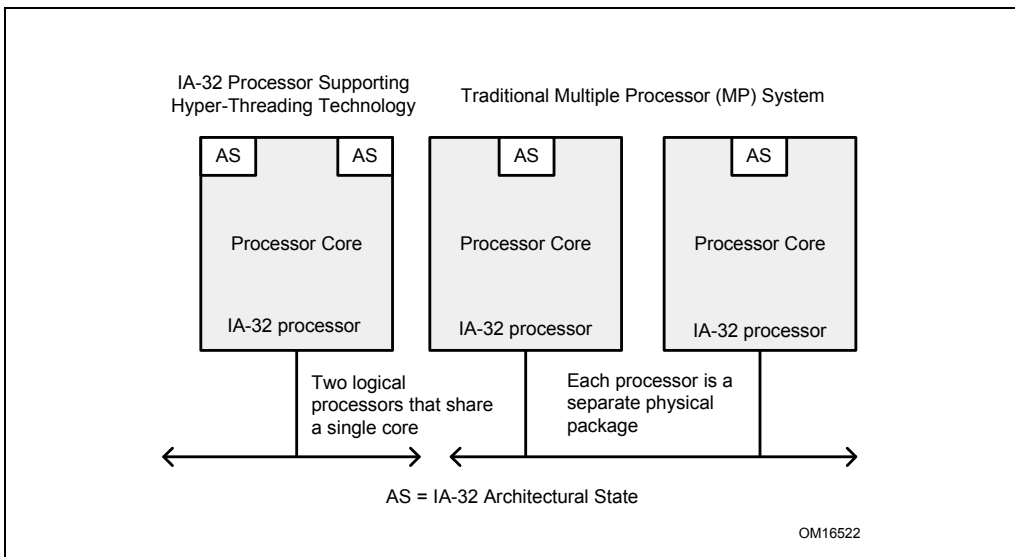 IA-32 Processor Supporting
Hyper-Threading Technology
Traditional Multiple Processor (MP) System
AS
AS
AS
AS
Processor Core
Processor Core
Processor Core
IA-32 processor
IA-32 processor
IA-32 processor
Two logical
processors that share
a single core
Each processor is a
separate physical
package
AS = IA-32 Architectural State
OM16522